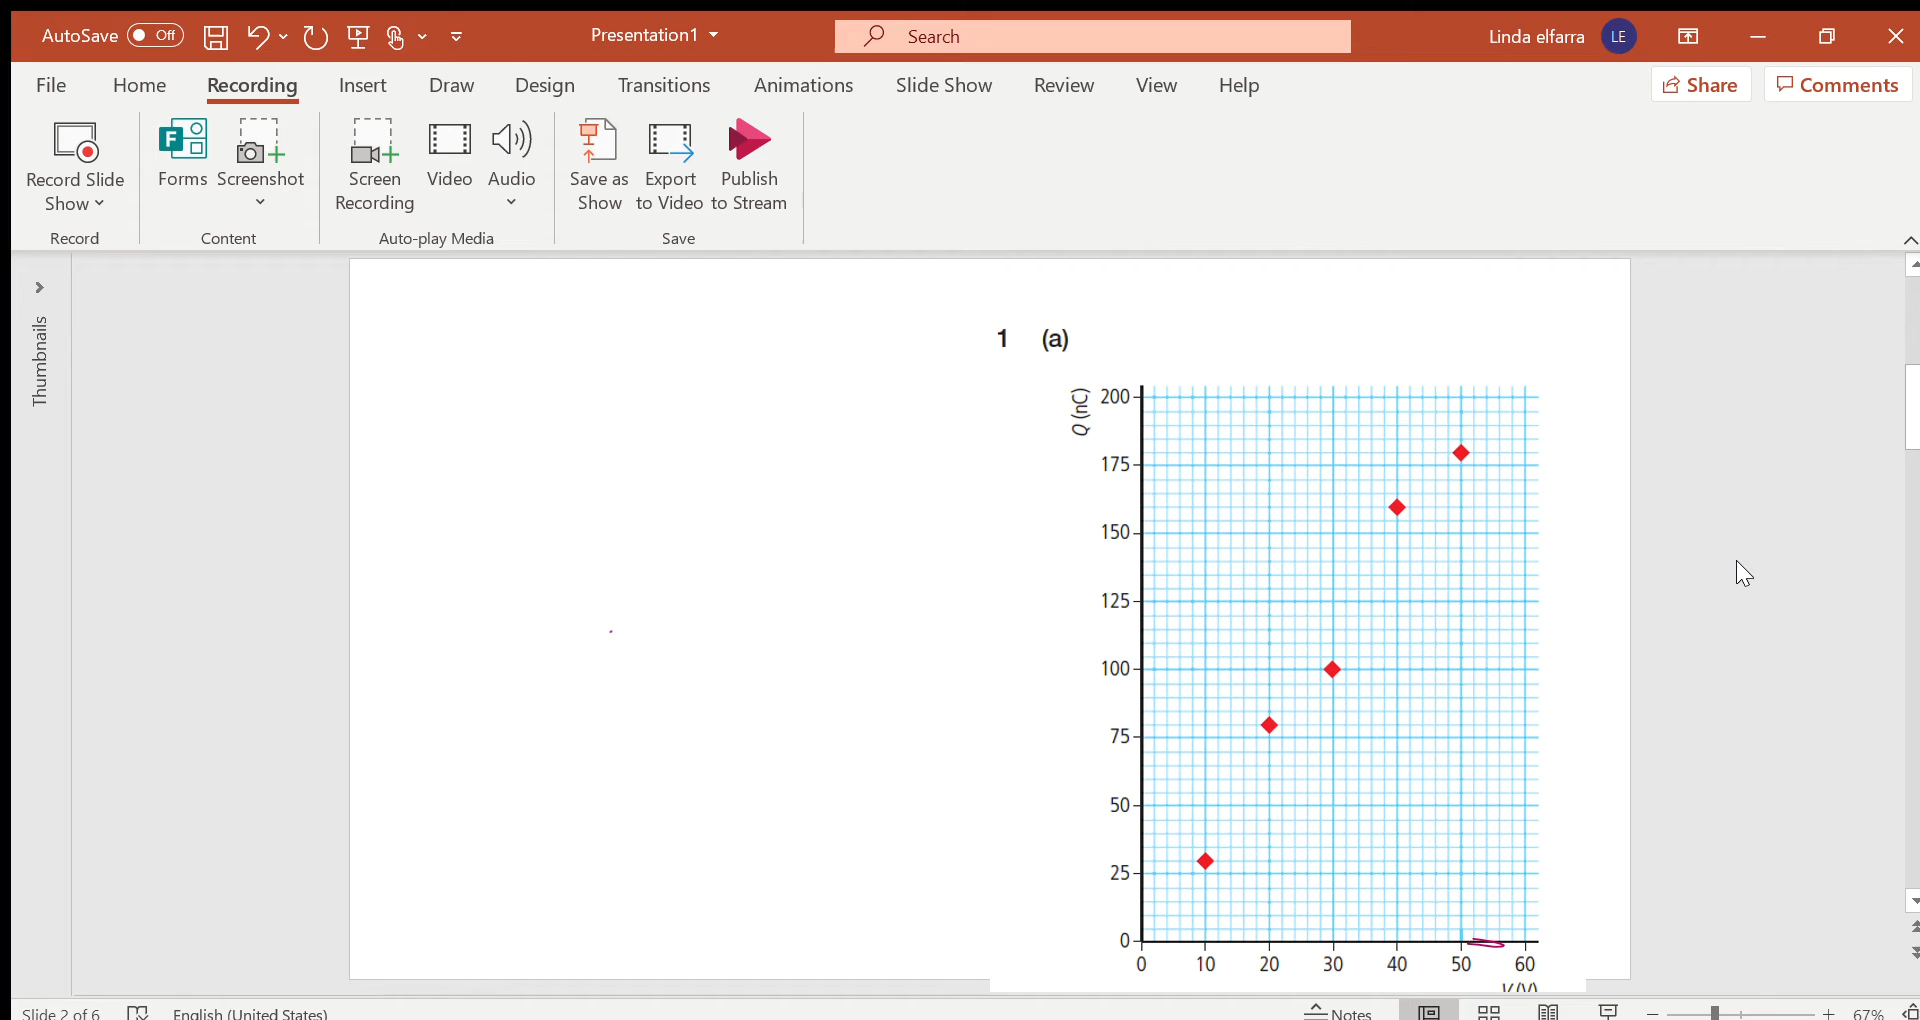 AutoSave Off Presentation1 Search Linda elfarra LE
File Home Recording Insert Draw Design Transitions Animations Slide Show Review View Help Share Comments
Record Slide Show
Forms
Screenshot
Screen Recording
Video
Audio
Save as Show
Export to Video
Publish to Stream
Record Content Auto-play Media Save
Thumbnails
1 (a)
Q (nC)
200
175
150
125
100
75
50
25
0
0 10 20 30 40 50 60
V (V)
Slide 2 of 6 English (United States) Notes 67%